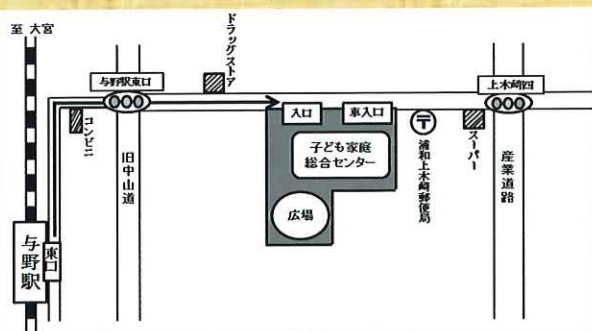 至 大宮
ドラッグストア
与野駅東口
上木崎四
入口
車入口
コンビニ
旧中山道
子ども家庭
総合センター
〒
浦和上木崎郵便局
スーパー
産業道路
広場
与野駅
東口